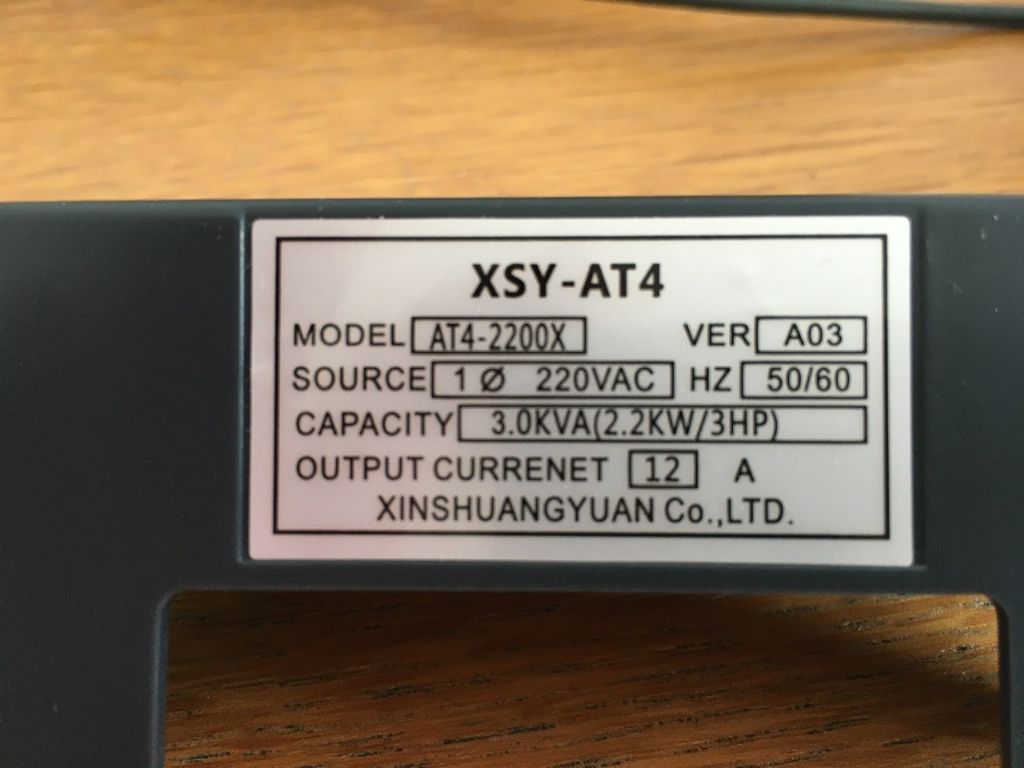 XSY-AT4
MODEL AT4-2200X VER A03
SOURCE 1 Ø 220VAC HZ 50/60
CAPACITY 3.0KVA(2.2KW/3HP)
OUTPUT CURRENET 12 A
XINSHUANGYUAN Co.,LTD.